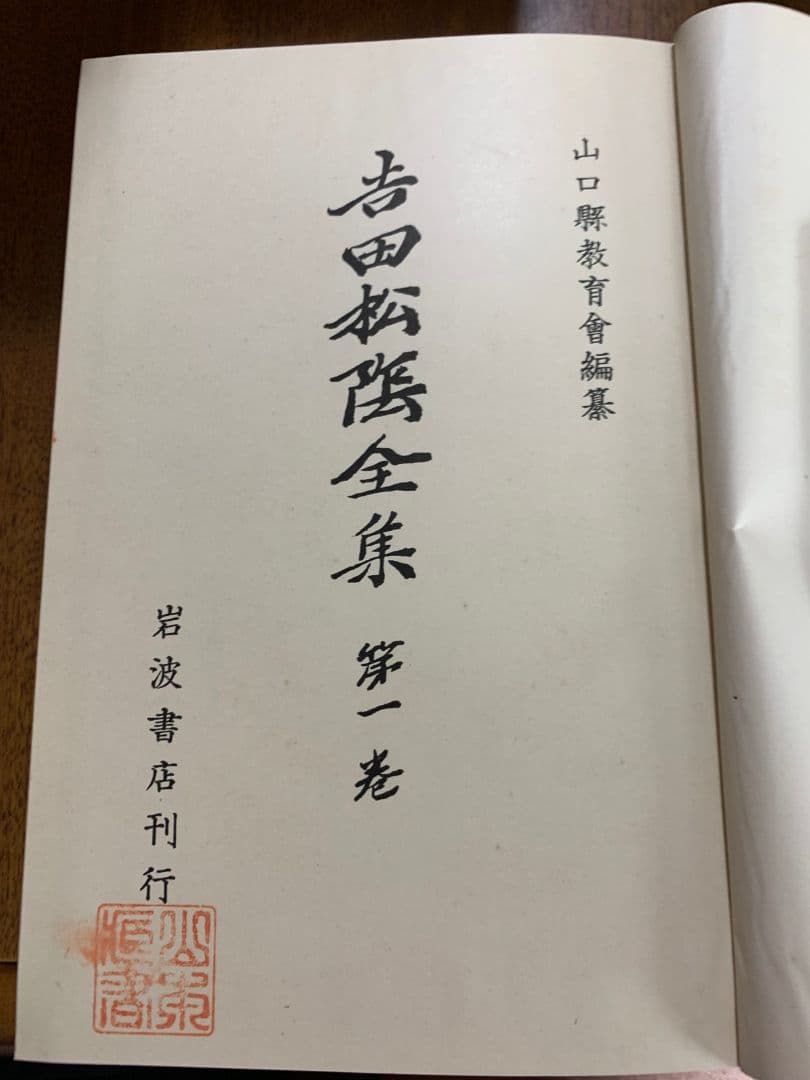 山口縣教育會編纂
吉田松陰全集 第一卷
岩波書店刊行